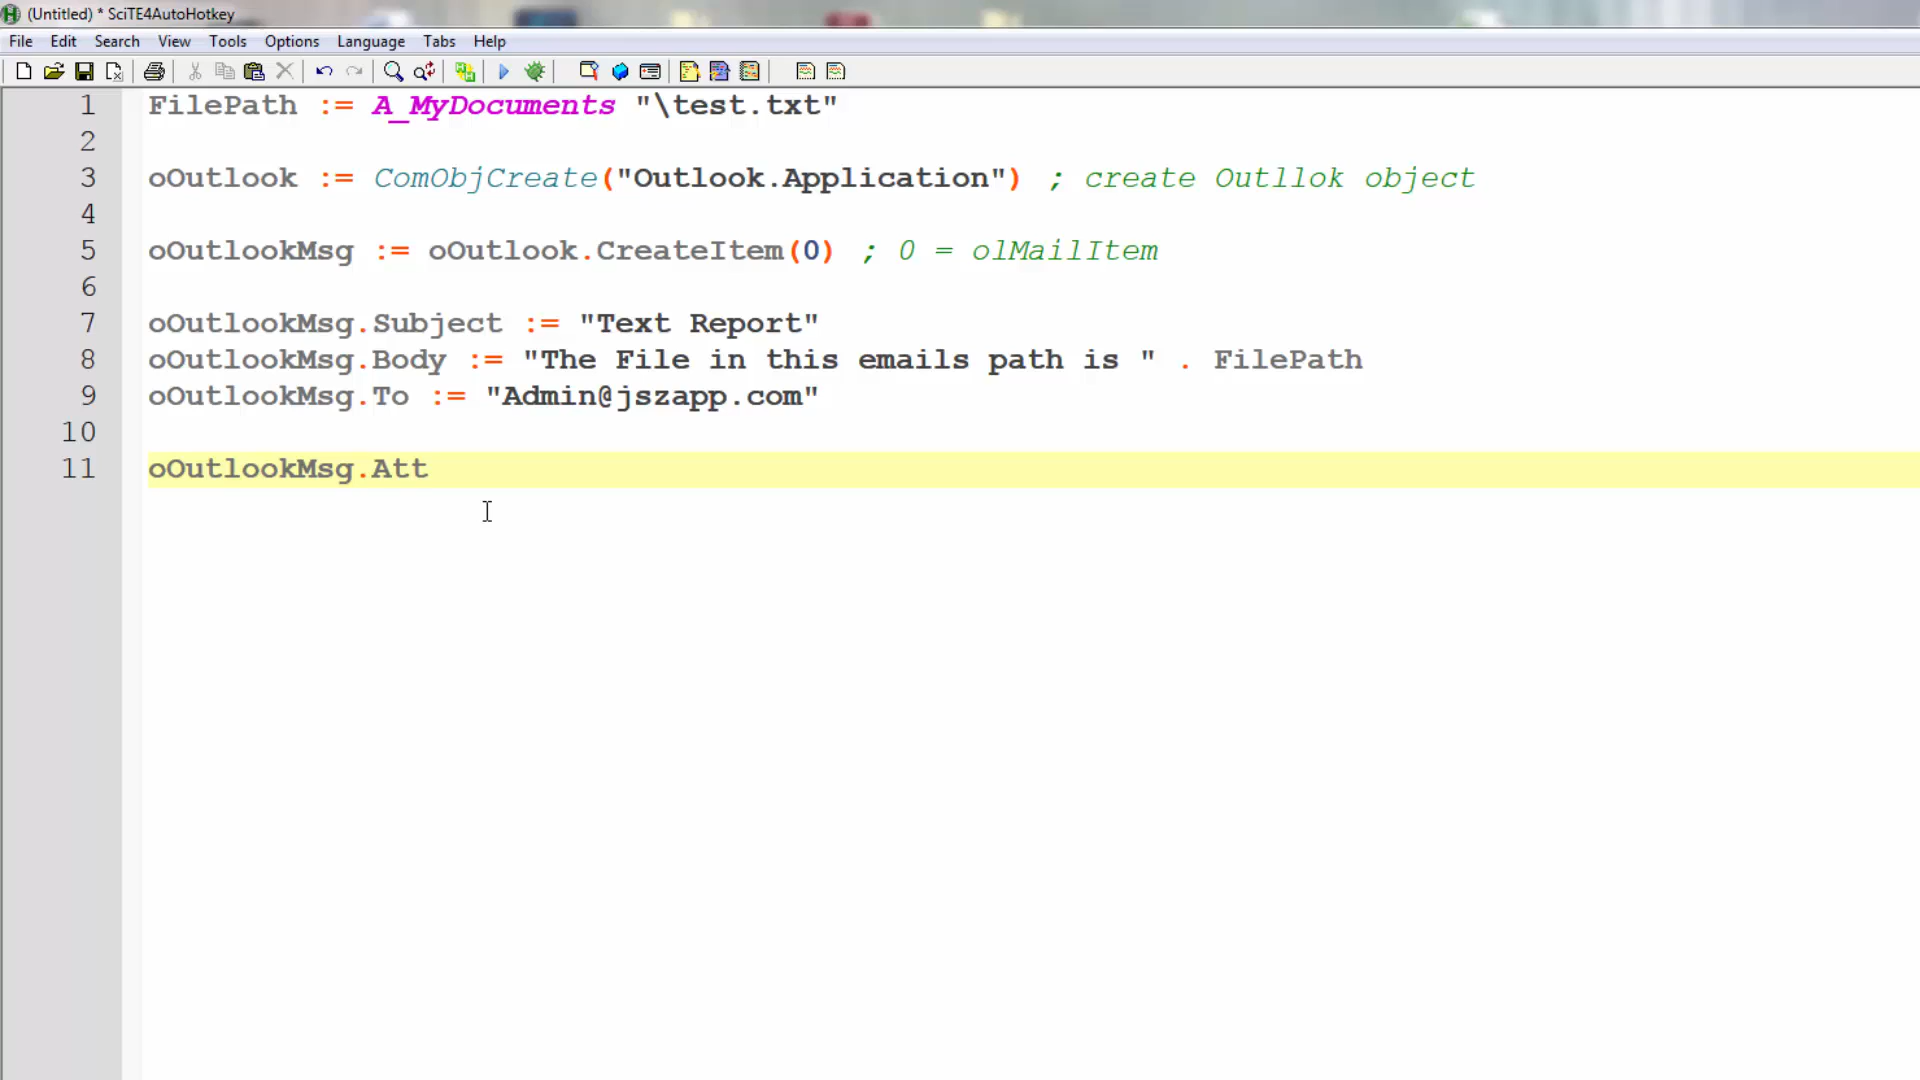 (Untitled) * SciTE4AutoHotkey
File Edit Search View Tools Options Language Tabs Help
1 FilePath := A_MyDocuments "\test.txt"
2
3 oOutlook := ComObjCreate("Outlook.Application") ; create Outllok object
4
5 oOutlookMsg := oOutlook.CreateItem(0) ; 0 = olMailItem
6
7 oOutlookMsg.Subject := "Text Report"
8 oOutlookMsg.Body := "The File in this emails path is " . FilePath
9 oOutlookMsg.To := "Admin@jszapp.com"
10
11 oOutlookMsg.Att